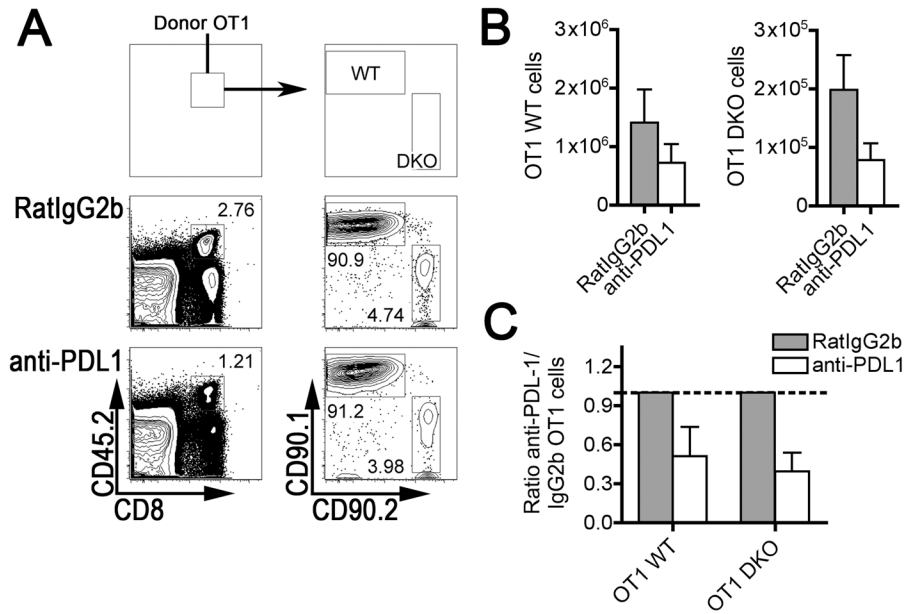 A
Donor OT1
WT
DKO
RatIgG2b
2.76
90.9
4.74
anti-PDL1
1.21
91.2
3.98
CD45.2
CD8
CD90.1
CD90.2
B
OT1 WT cells
3x10⁶
2x10⁶
1x10⁶
0
RatIgG2b
anti-PDL1
OT1 DKO cells
3x10⁵
2x10⁵
1x10⁵
0
RatIgG2b
anti-PDL1
C
RatIgG2b
anti-PDL1
Ratio anti-PDL-1/
IgG2b OT1 cells
1.2
0.9
0.6
0.3
0.0
OT1 WT
OT1 DKO